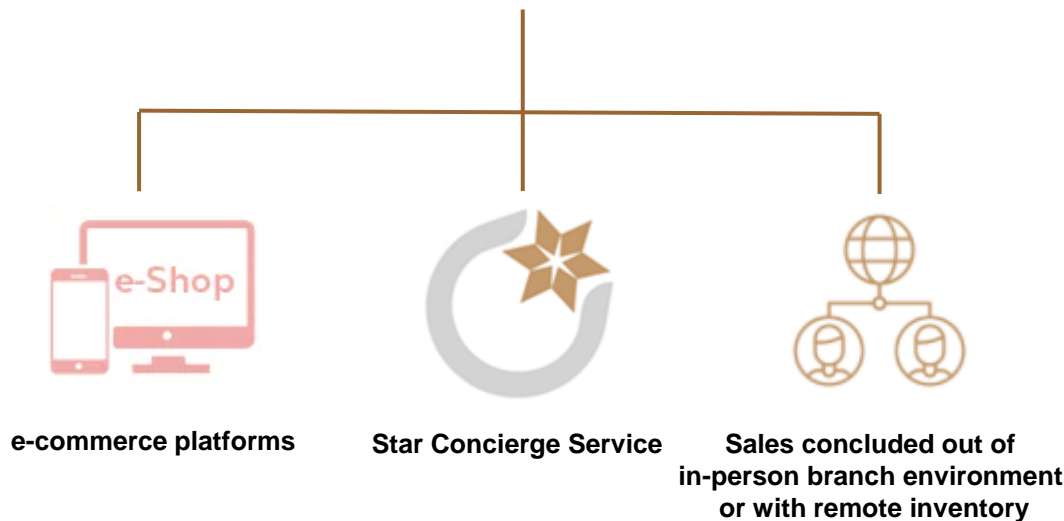 e-Shop
e-commerce platforms
Star Concierge Service
Sales concluded out of
in-person branch environment
or with remote inventory